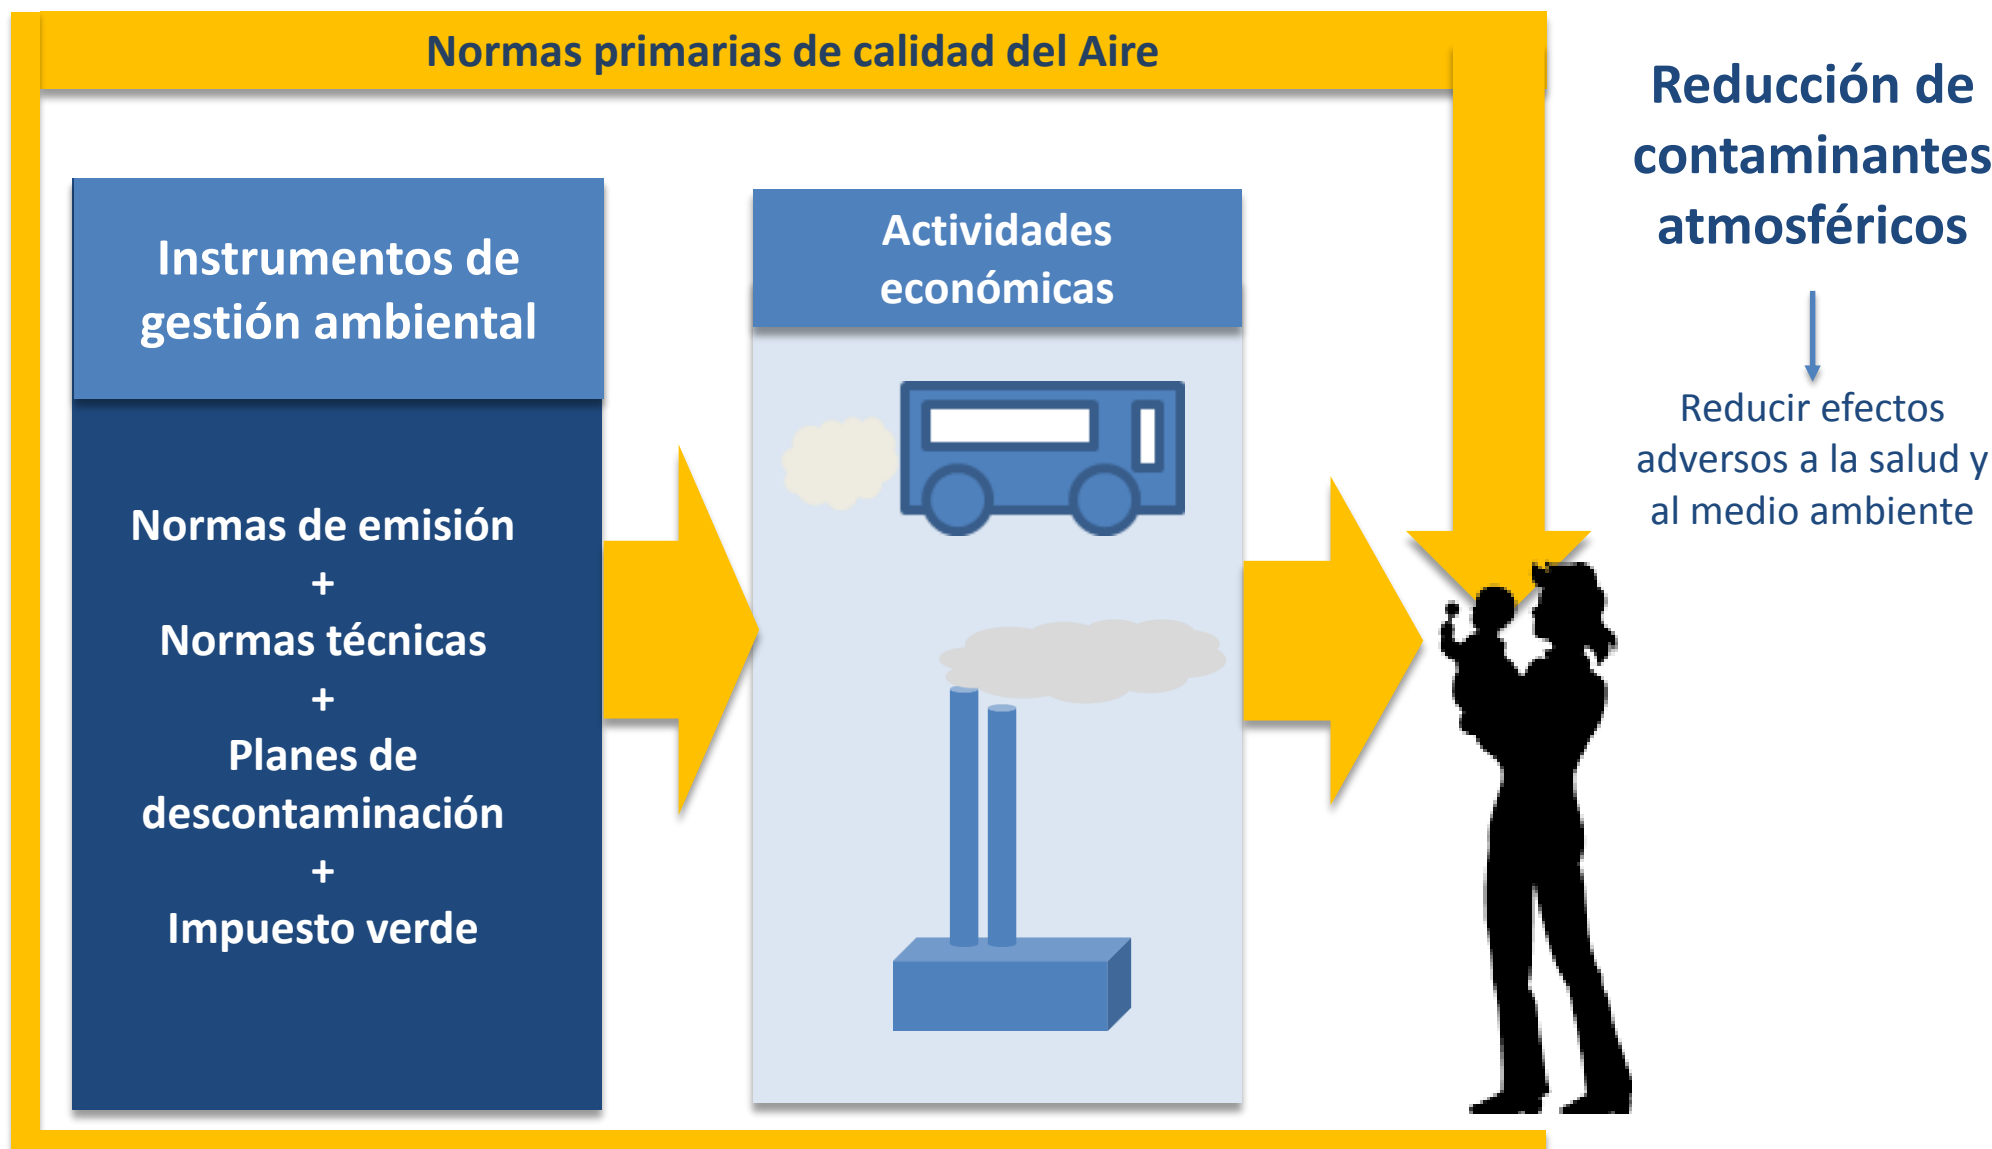 Normas primarias de calidad del Aire
Instrumentos de
gestión ambiental
Normas de emisión
+
Normas técnicas
+
Planes de
descontaminación
+
Impuesto verde
Actividades
económicas
Reducción de
contaminantes
atmosféricos
Reducir efectos
adversos a la salud y
al medio ambiente